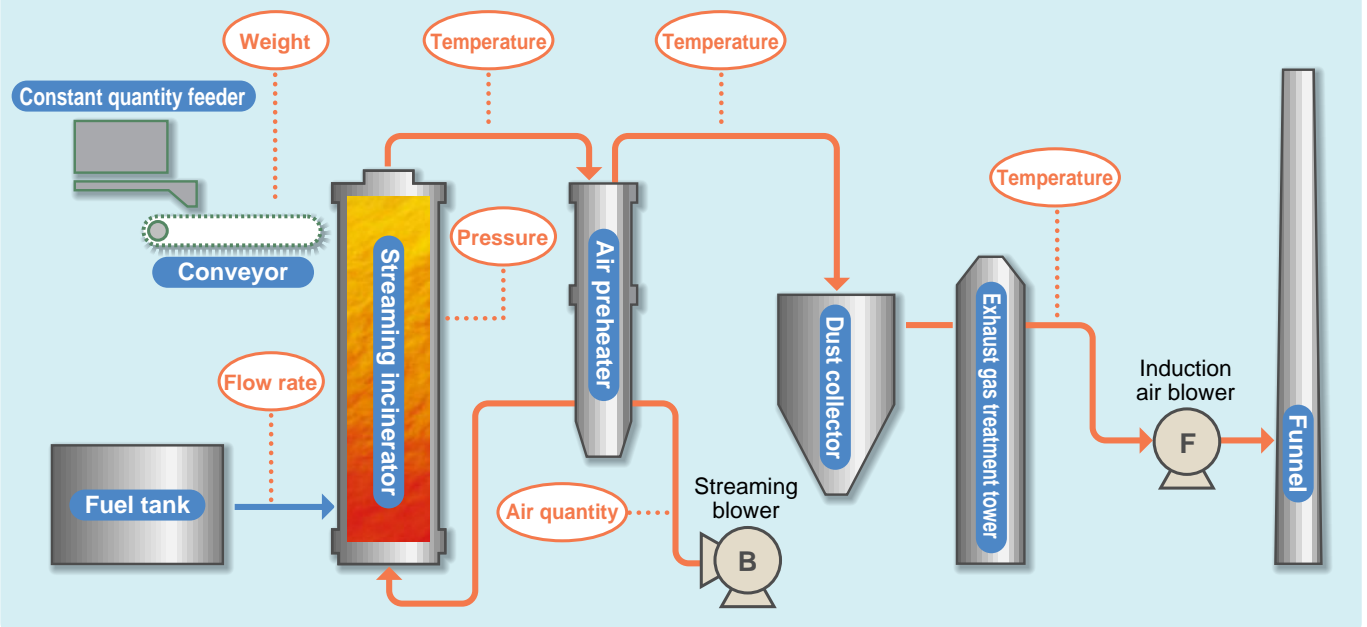 Weight
Temperature
Temperature
Constant quantity feeder
Temperature
Pressure
Conveyor
Streaming incinerator
Air preheater
Dust collector
Exhaust gas treatment tower
Flow rate
Induction
air blower
F
Funnel
Fuel tank
Air quantity
Streaming
blower
B